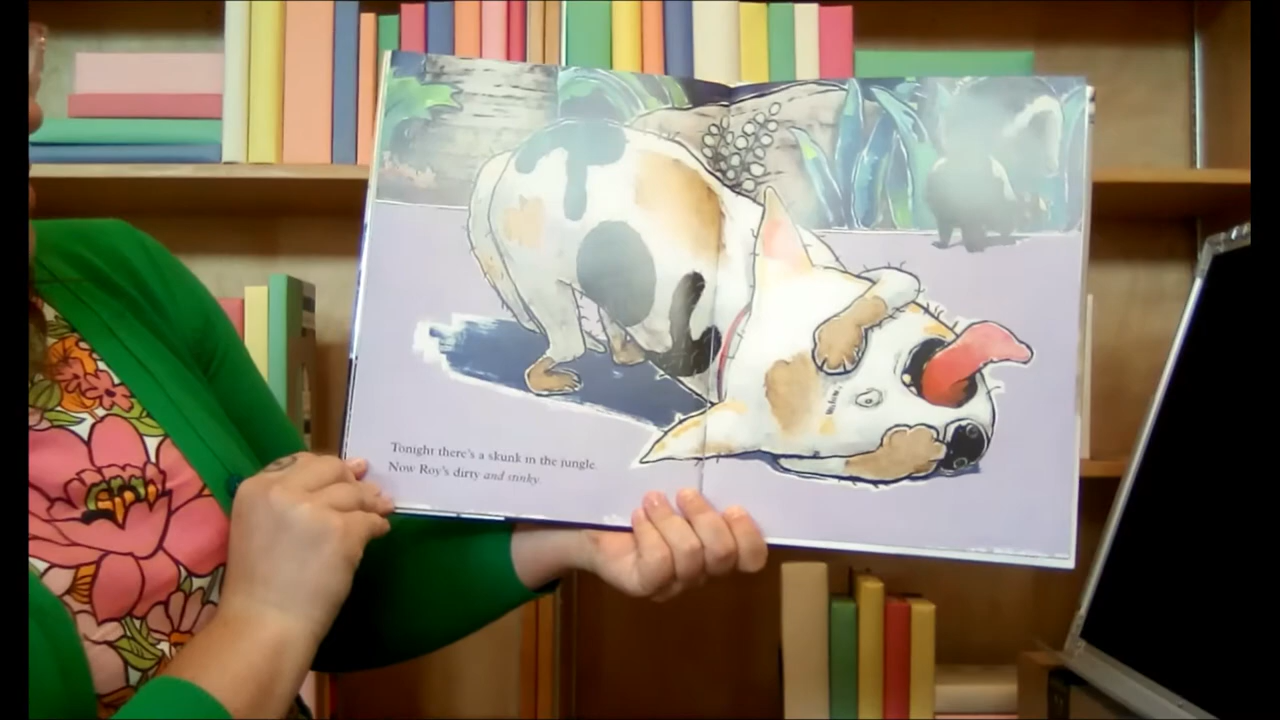 Tonight there's a skunk in the jungle.
Now Roy's dirty and stinky.